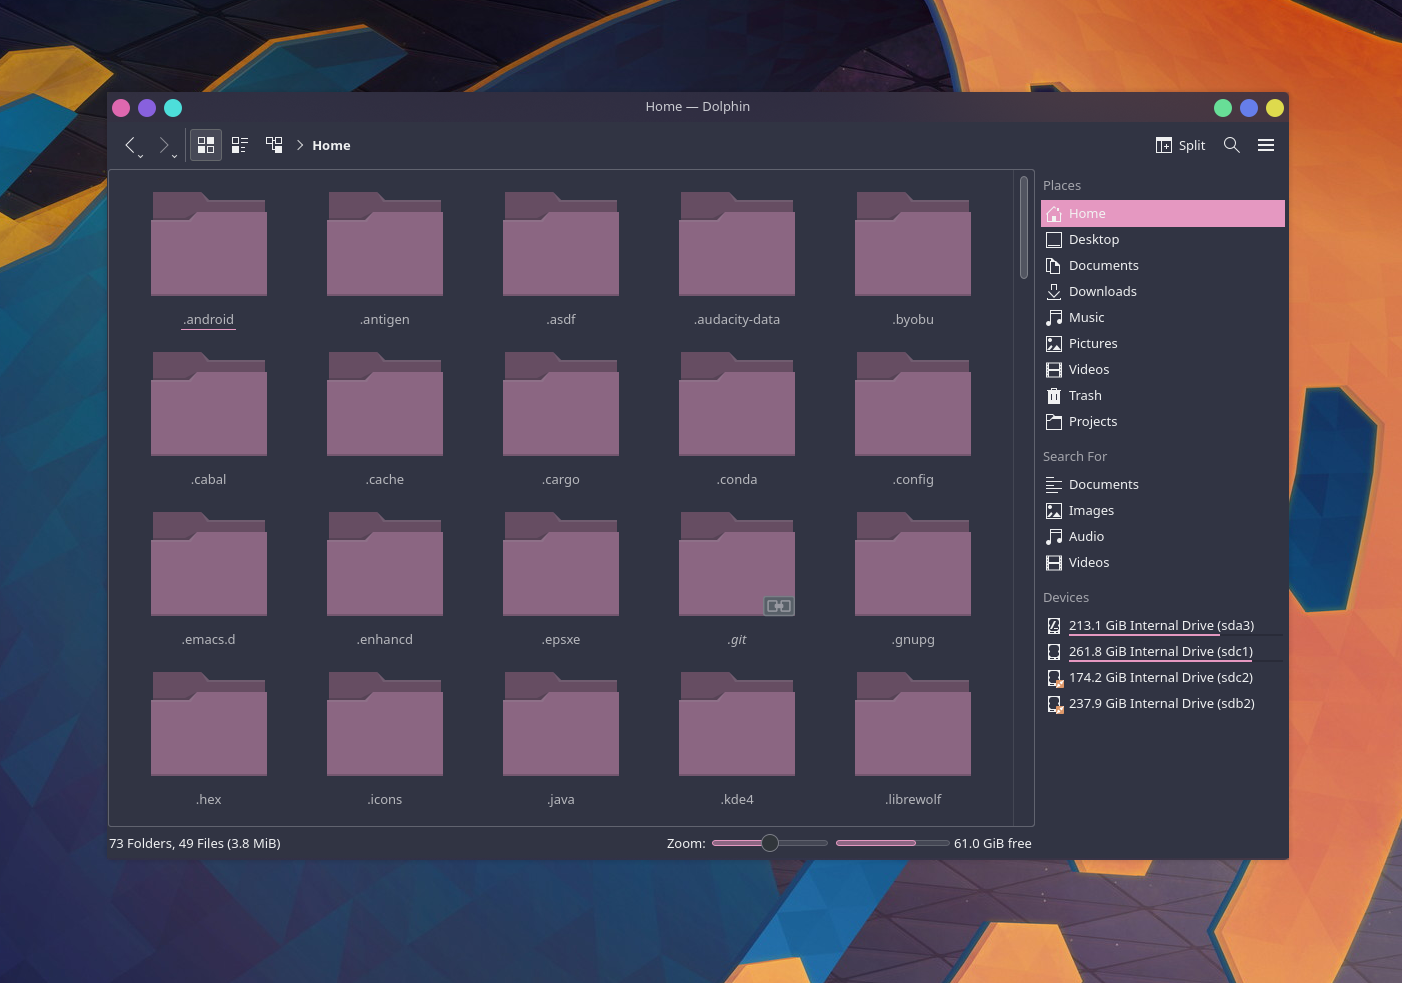 Home — Dolphin
Home
Split
.android
.antigen
.asdf
.audacity-data
.byobu
.cabal
.cache
.cargo
.conda
.config
.emacs.d
.enhancd
.epsxe
.git
.gnupg
.hex
.icons
.java
.kde4
.librewolf
73 Folders, 49 Files (3.8 MiB)
Zoom:
61.0 GiB free
Places
Home
Desktop
Documents
Downloads
Music
Pictures
Videos
Trash
Projects
Search For
Documents
Images
Audio
Videos
Devices
213.1 GiB Internal Drive (sda3)
261.8 GiB Internal Drive (sdc1)
174.2 GiB Internal Drive (sdc2)
237.9 GiB Internal Drive (sdb2)